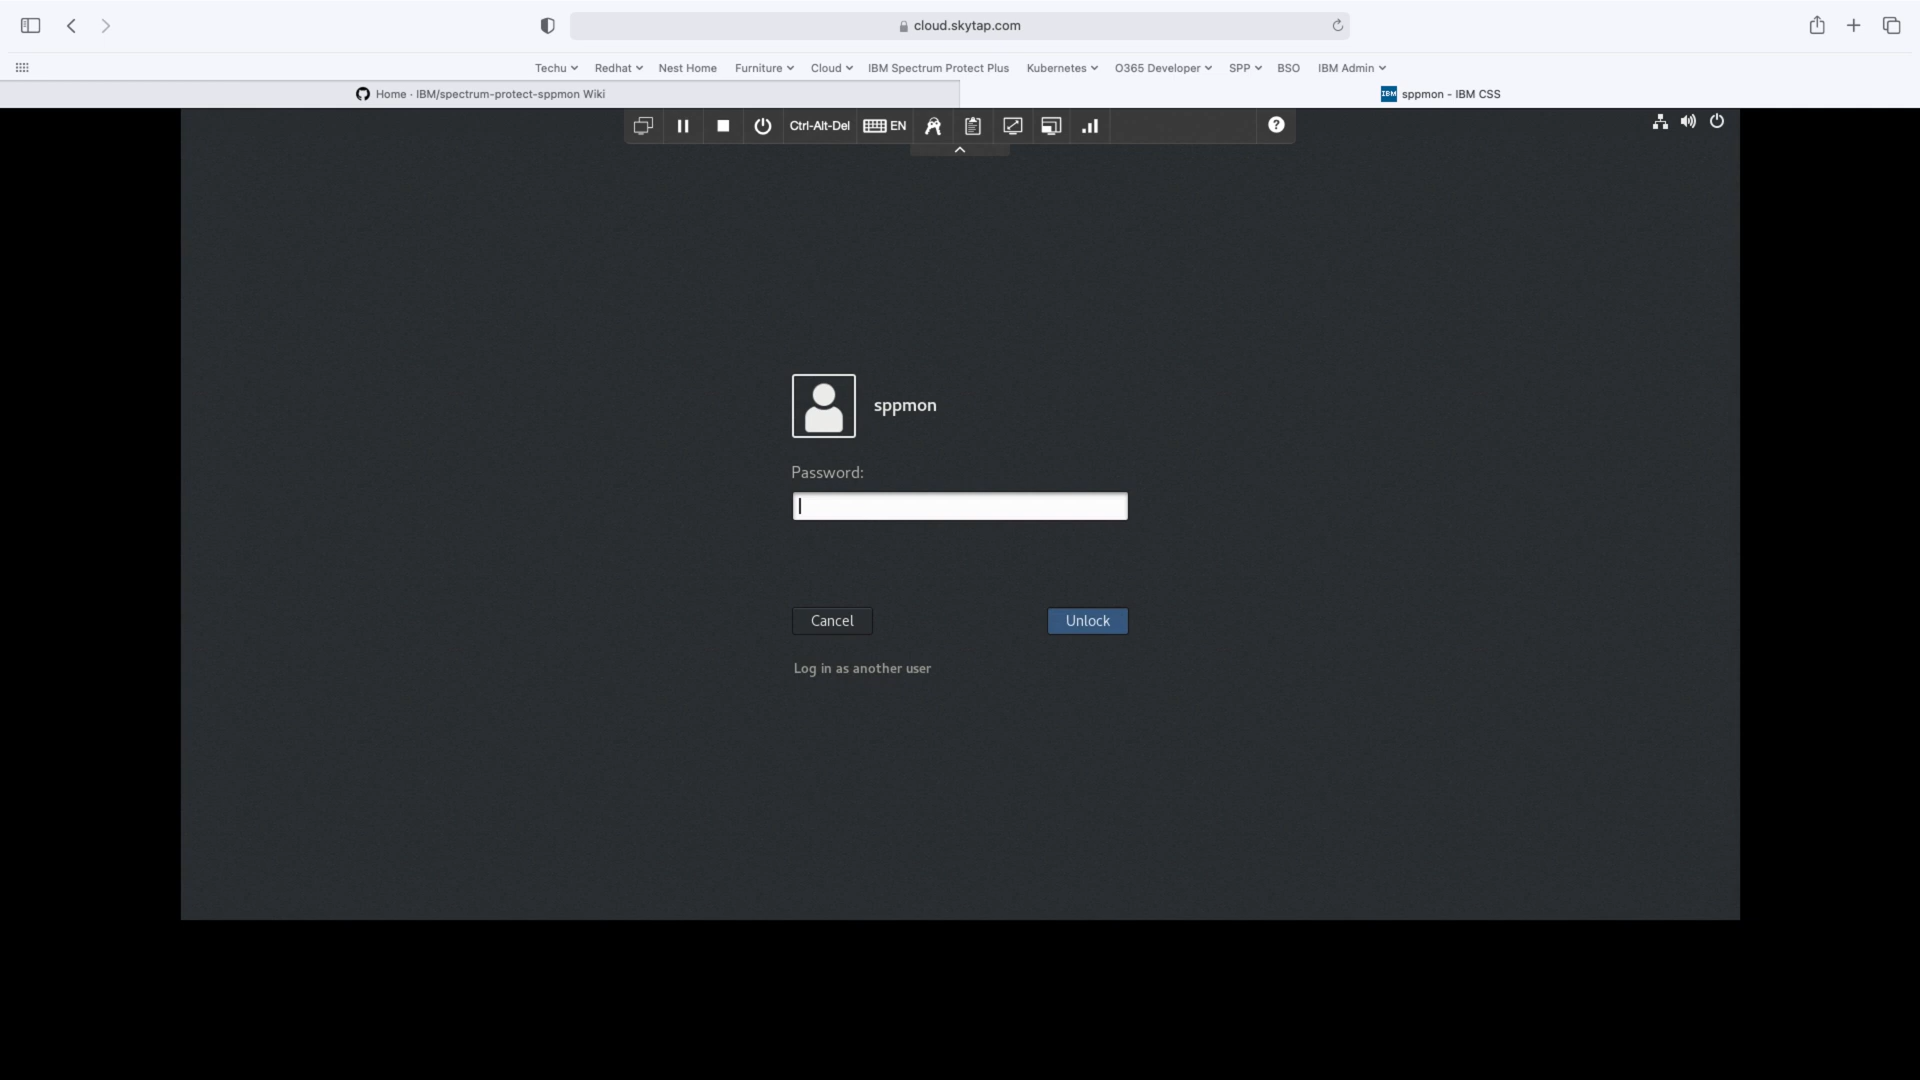 cloud.skytap.com
Techu Redhat Nest Home Furniture Cloud IBM Spectrum Protect Plus Kubernetes O365 Developer SPP BSO IBM Admin
Home · IBM/spectrum-protect-sppmon Wiki
IBM sppmon - IBM CSS
Ctrl-Alt-Del EN ?
sppmon
Password:
Cancel Unlock
Log in as another user